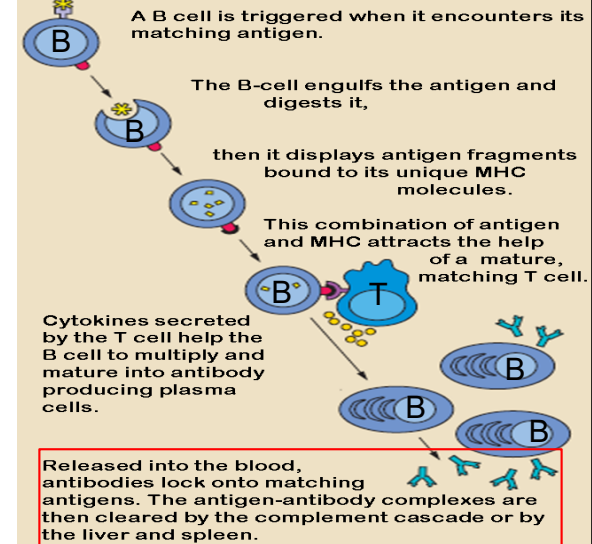 A B cell is triggered when it encounters its
matching antigen.
B
The B-cell engulfs the antigen and
digests it,
B
then it displays antigen fragments
bound to its unique MHC
molecules.
This combination of antigen
and MHC attracts the help
of a mature,
matching T cell.
B
T
Cytokines secreted
by the T cell help the
B cell to multiply and
mature into antibody
producing plasma
cells.
B
B
B
Released into the blood,
antibodies lock onto matching
antigens. The antigen-antibody complexes are
then cleared by the complement cascade or by
the liver and spleen.